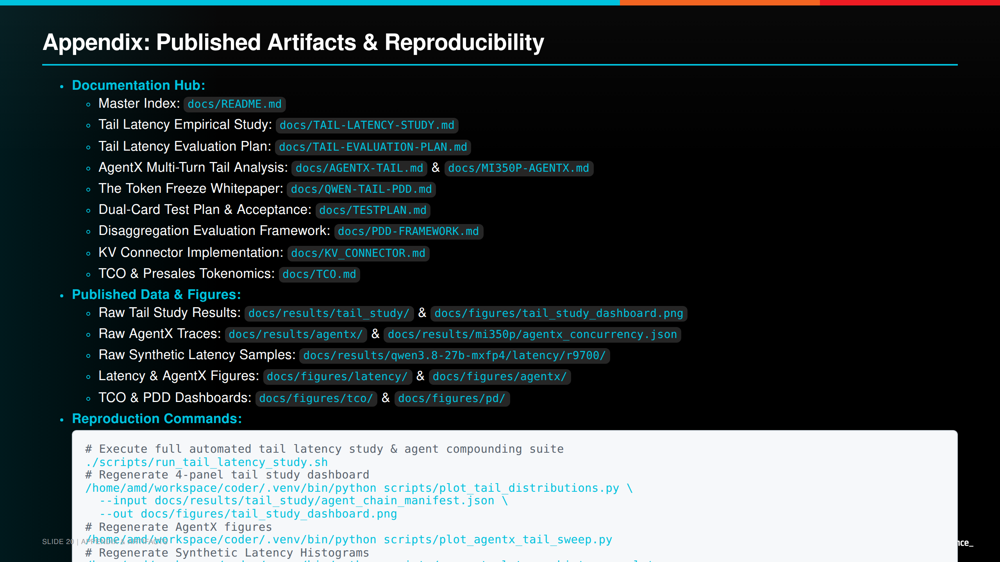 Appendix: Published Artifacts & Reproducibility
• Documentation Hub:
◦ Master Index: docs/README.md
◦ Tail Latency Empirical Study: docs/TAIL-LATENCY-STUDY.md
◦ Tail Latency Evaluation Plan: docs/TAIL-EVALUATION-PLAN.md
◦ AgentX Multi-Turn Tail Analysis: docs/AGENTX-TAIL.md & docs/MI350P-AGENTX.md
◦ The Token Freeze Whitepaper: docs/QWEN-TAIL-PDD.md
◦ Dual-Card Test Plan & Acceptance: docs/TESTPLAN.md
◦ Disaggregation Evaluation Framework: docs/PDD-FRAMEWORK.md
◦ KV Connector Implementation: docs/KV_CONNECTOR.md
◦ TCO & Presales Tokenomics: docs/TCO.md
• Published Data & Figures:
◦ Raw Tail Study Results: docs/results/tail_study/ & docs/figures/tail_study_dashboard.png
◦ Raw AgentX Traces: docs/results/agentx/ & docs/results/mi350p/agentx_concurrency.json
◦ Raw Synthetic Latency Samples: docs/results/qwen3.8-27b-mxfp4/latency/r9700/
◦ Latency & AgentX Figures: docs/figures/latency/ & docs/figures/agentx/
◦ TCO & PDD Dashboards: docs/figures/tco/ & docs/figures/pd/
• Reproduction Commands:
# Execute full automated tail latency study & agent compounding suite
./scripts/run_tail_latency_study.sh
# Regenerate 4-panel tail study dashboard
/home/amd/workspace/coder/.venv/bin/python scripts/plot_tail_distributions.py \
--input docs/results/tail_study/agent_chain_manifest.json \
--out docs/figures/tail_study_dashboard.png
# Regenerate AgentX figures
/home/amd/workspace/coder/.venv/bin/python scripts/plot_agentx_tail_sweep.py
# Regenerate Synthetic Latency Histograms
SLIDE 20 | APPENDIX & ARTIFACTS